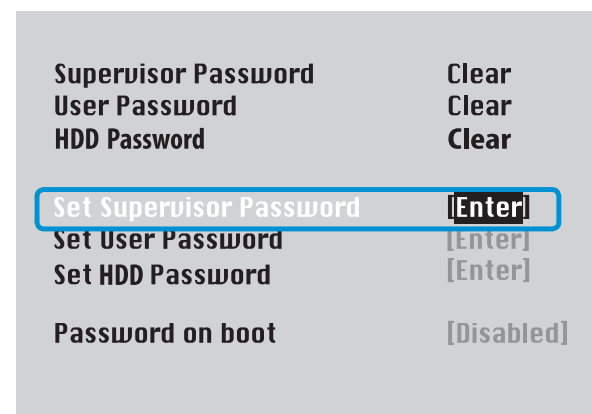 Supervisor Password Clear
User Password Clear
HDD Password Clear
Set Supervisor Password [Enter]
Set User Password [Enter]
Set HDD Password [Enter]
Password on boot [Disabled]